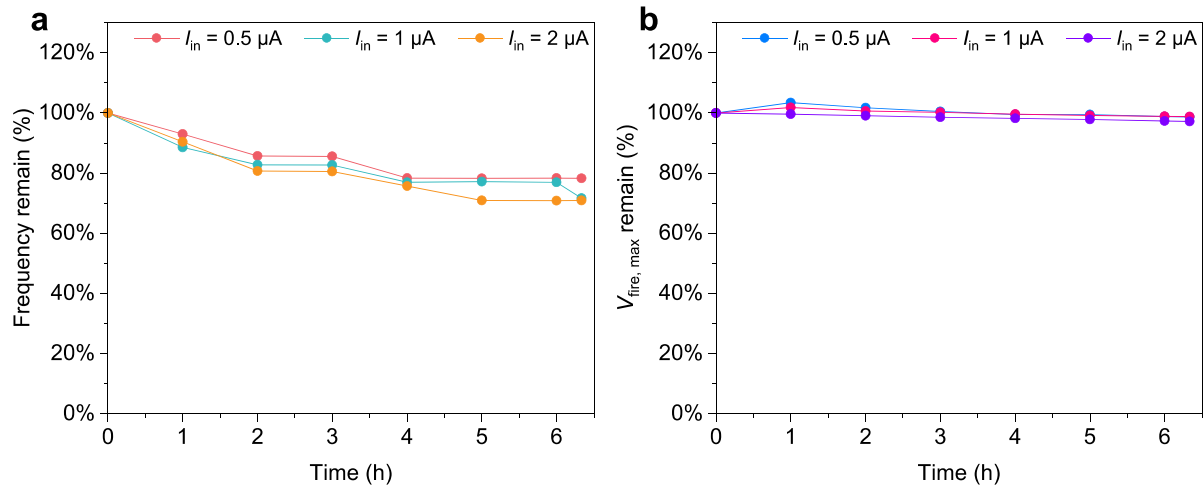 a
I_in = 0.5 µA
I_in = 1 µA
I_in = 2 µA
120%
100%
80%
60%
40%
20%
0%
Frequency remain (%)
0 1 2 3 4 5 6
Time (h)
b
I_in = 0.5 µA
I_in = 1 µA
I_in = 2 µA
120%
100%
80%
60%
40%
20%
0%
V_fire, max remain (%)
0 1 2 3 4 5 6
Time (h)